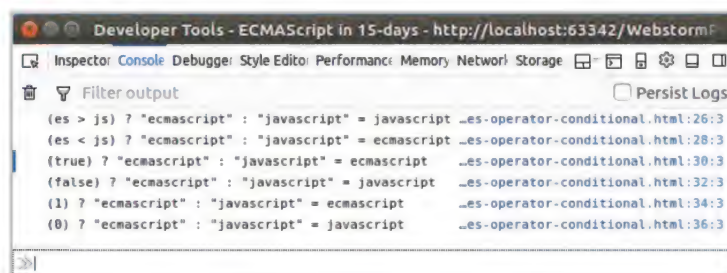 Developer Tools - ECMAScript in 15-days - http://localhost:63342/WebstormP
Inspector Console Debugger Style Editor Performance Memory Network Storage
Filter output Persist Logs
(es > js) ? "ecmascript" : "javascript" = javascript …es-operator-conditional.html:26:3
(es < js) ? "ecmascript" : "javascript" = ecmascript …es-operator-conditional.html:28:3
(true) ? "ecmascript" : "javascript" = ecmascript …es-operator-conditional.html:30:3
(false) ? "ecmascript" : "javascript" = javascript …es-operator-conditional.html:32:3
(1) ? "ecmascript" : "javascript" = ecmascript …es-operator-conditional.html:34:3
(0) ? "ecmascript" : "javascript" = javascript …es-operator-conditional.html:36:3